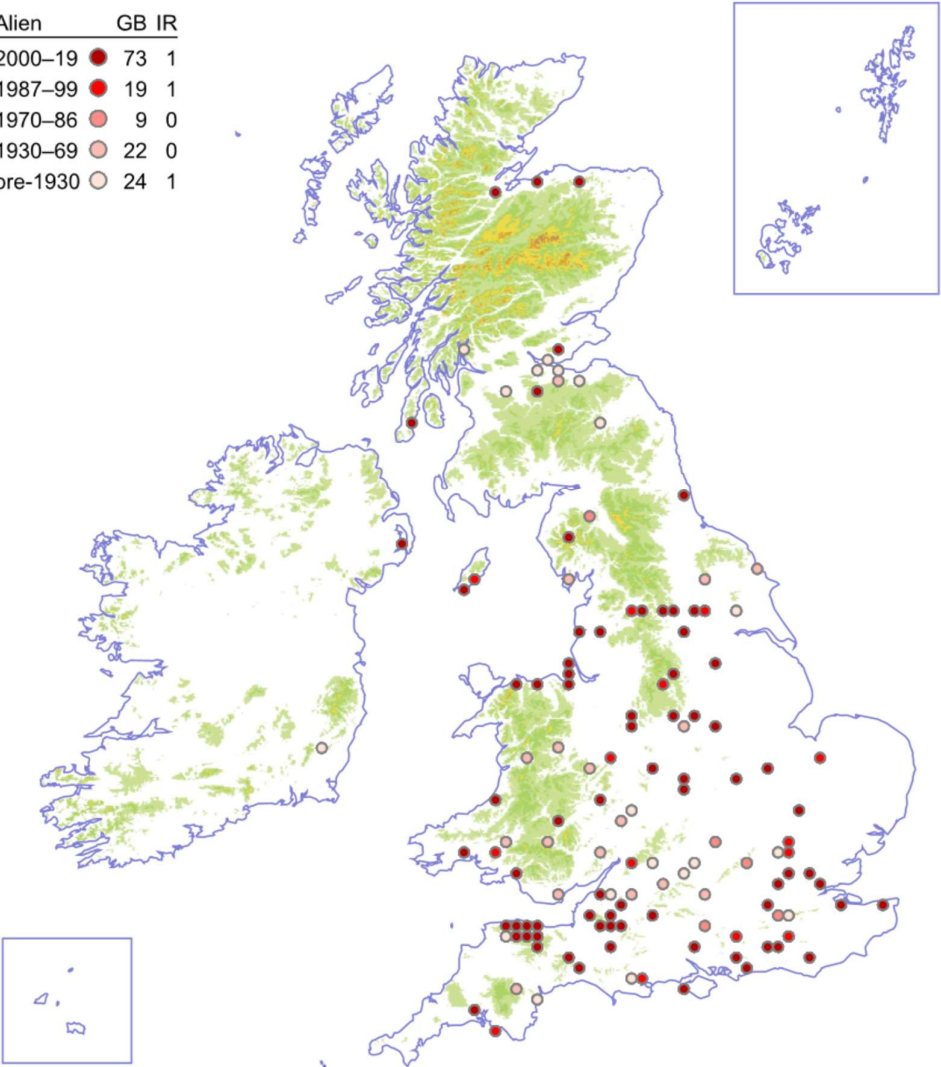 Alien GB IR
2000–19 73 1
1987–99 19 1
1970–86 9 0
1930–69 22 0
pre-1930 24 1